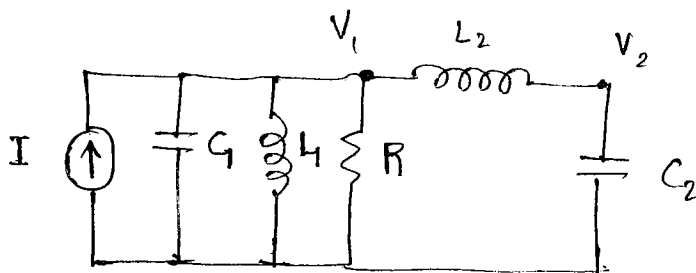 V₁ L₂ V₂
I C₁ L₁ R C₂